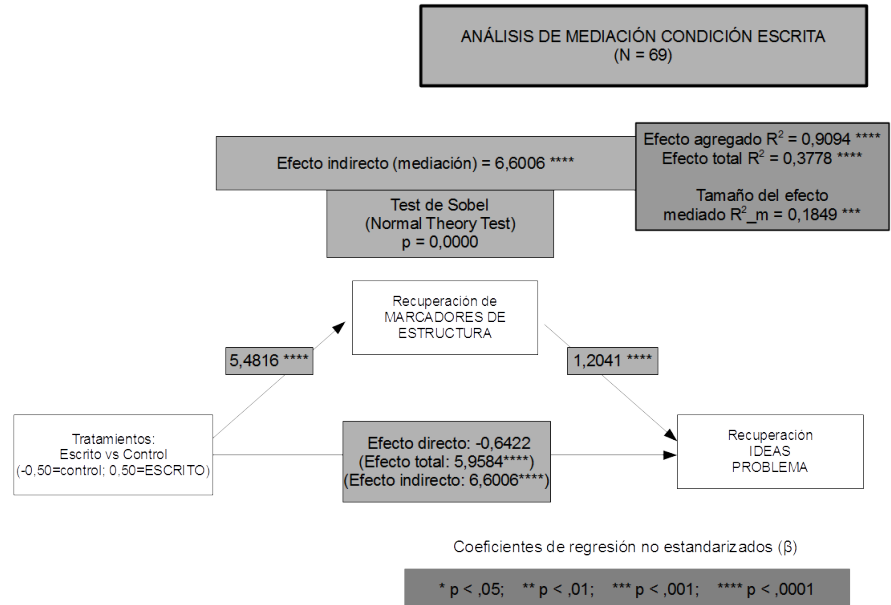 ANÁLISIS DE MEDIACIÓN CONDICIÓN ESCRITA
(N = 69)
Efecto agregado R² = 0,9094 ****
Efecto total R² = 0,3778 ****
Tamaño del efecto
mediado R²_m = 0,1849 ***
Efecto indirecto (mediación) = 6,6006 ****
Test de Sobel
(Normal Theory Test)
p = 0,0000
Recuperación de
MARCADORES DE
ESTRUCTURA
5,4816 ****
1,2041 ****
Tratamientos:
Escrito vs Control
(-0,50=control; 0,50=ESCRITO)
Efecto directo: -0,6422
(Efecto total: 5,9584****)
(Efecto indirecto: 6,6006****)
Recuperación
IDEAS
PROBLEMA
Coeficientes de regresión no estandarizados (β)
* p < ,05; ** p < ,01; *** p < ,001; **** p < ,0001